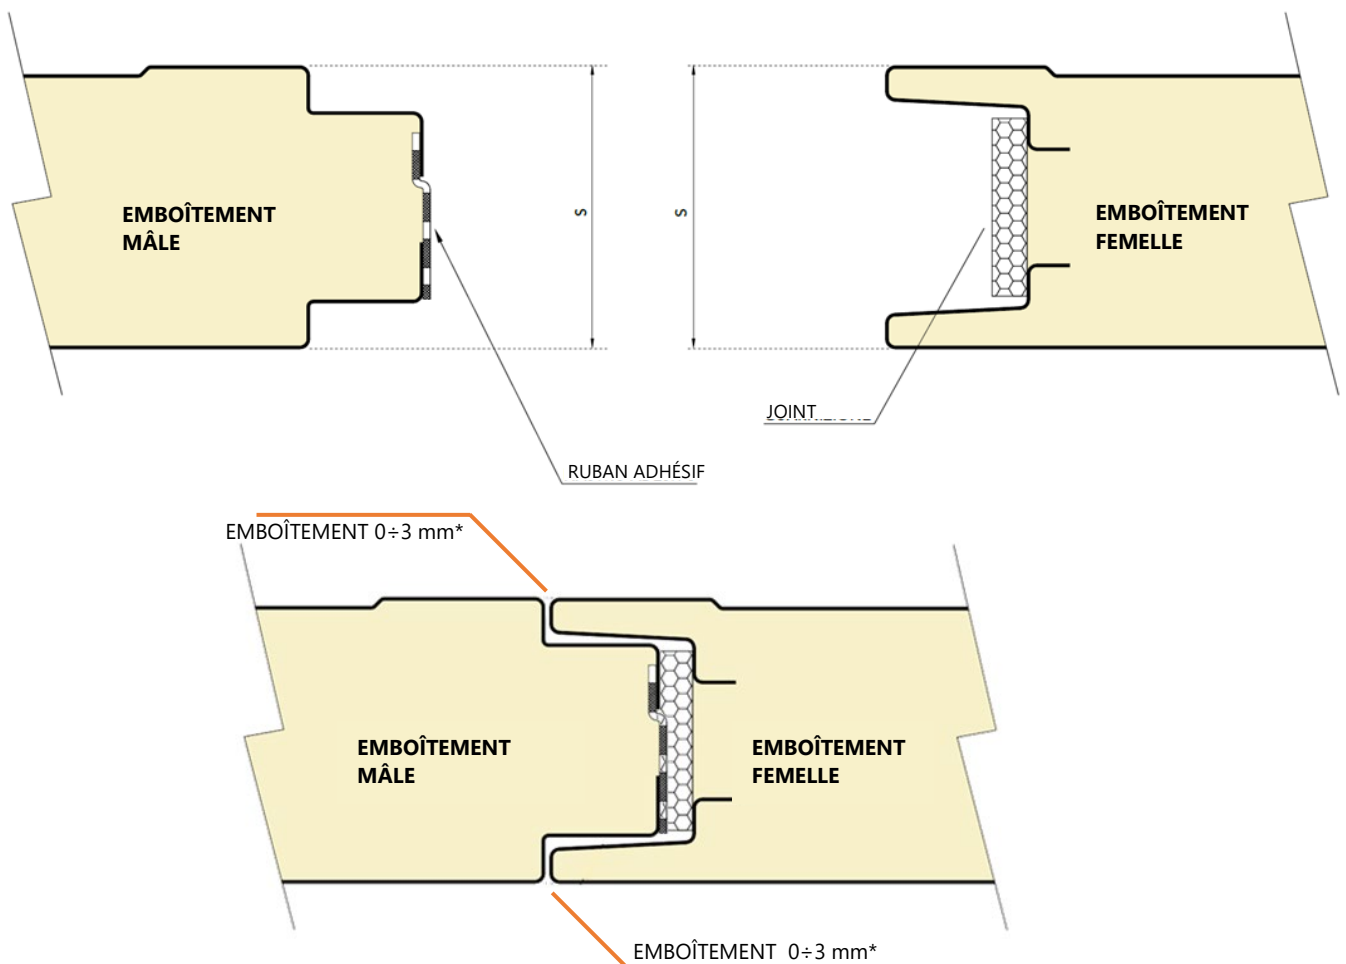 EMBOÎTEMENT
MÂLE
S
S
EMBOÎTEMENT
FEMELLE
JOINT
RUBAN ADHÉSIF
EMBOÎTEMENT 0÷3 mm*
EMBOÎTEMENT
MÂLE
EMBOÎTEMENT
FEMELLE
EMBOÎTEMENT 0÷3 mm*